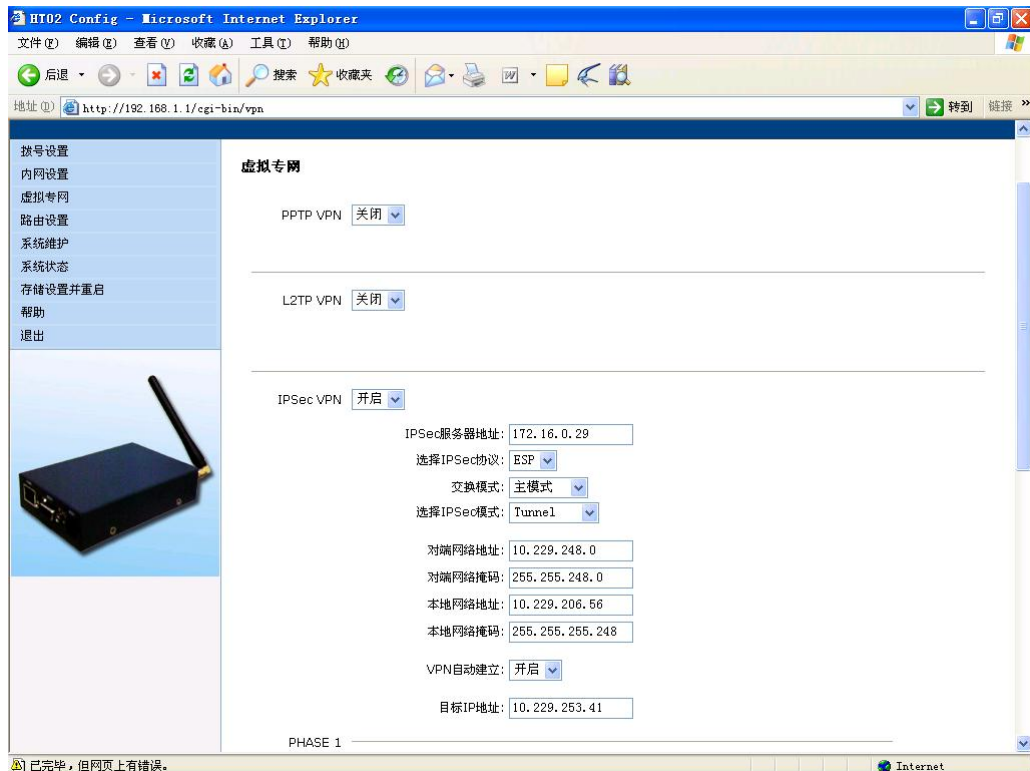 HT02 Config - Microsoft Internet Explorer
文件(F) 编辑(E) 查看(V) 收藏(A) 工具(T) 帮助(H)
后退 搜索 收藏夹
地址(D) http://192.168.1.1/cgi-bin/vpn 转到 链接 »
拨号设置
内网设置
虚拟专网
路由设置
系统维护
系统状态
存储设置并重启
帮助
退出
虚拟专网
PPTP VPN 关闭
L2TP VPN 关闭
IPSec VPN 开启
IPSec服务器地址: 172.16.0.29
选择IPSec协议: ESP
交换模式: 主模式
选择IPSec模式: Tunnel
对端网络地址: 10.229.248.0
对端网络掩码: 255.255.248.0
本地网络地址: 10.229.206.56
本地网络掩码: 255.255.255.248
VPN自动建立: 开启
目标IP地址: 10.229.253.41
PHASE 1
已完毕，但网页上有错误。 Internet